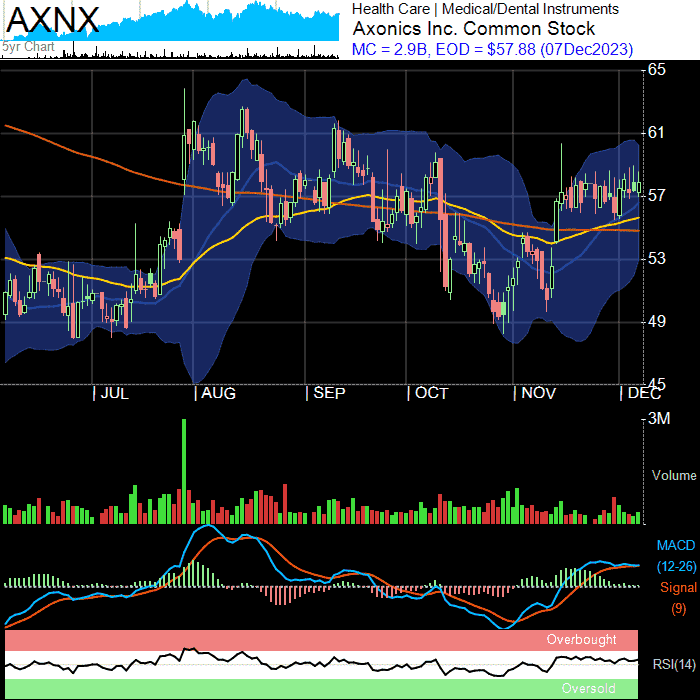 AXNX
5yr Chart
Health Care | Medical/Dental Instruments
Axonics Inc. Common Stock
MC = 2.9B, EOD = $57.88 (07Dec2023)
65
61
57
53
49
45
| JUL | AUG | SEP | OCT | NOV | DEC
3M
Volume
MACD
(12-26)
Signal
(9)
Overbought
RSI(14)
Oversold